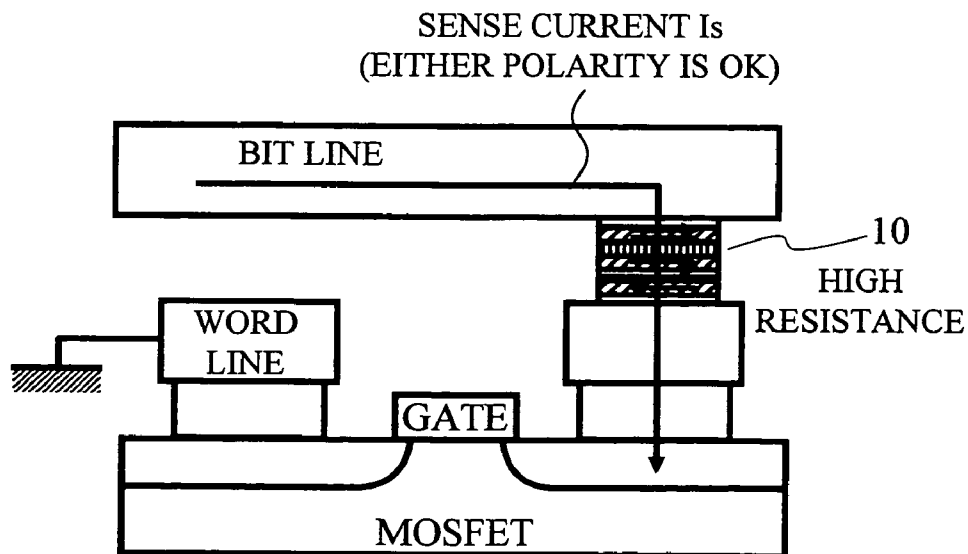 SENSE CURRENT Is
(EITHER POLARITY IS OK)
BIT LINE
10
HIGH
RESISTANCE
WORD
LINE
GATE
MOSFET